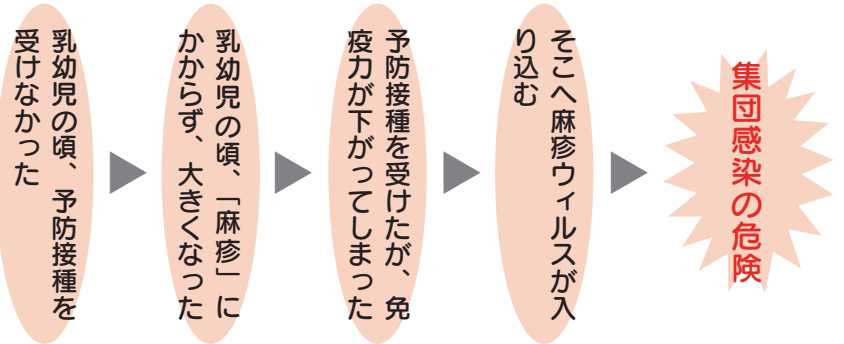 乳幼児の頃、予防接種を
受けなかった
乳幼児の頃、「麻疹」に
かからず、大きくなった
予防接種を受けたが、免
疫力が下がってしまった
そこへ麻疹ウィルスが入
り込む
集団感染の危険